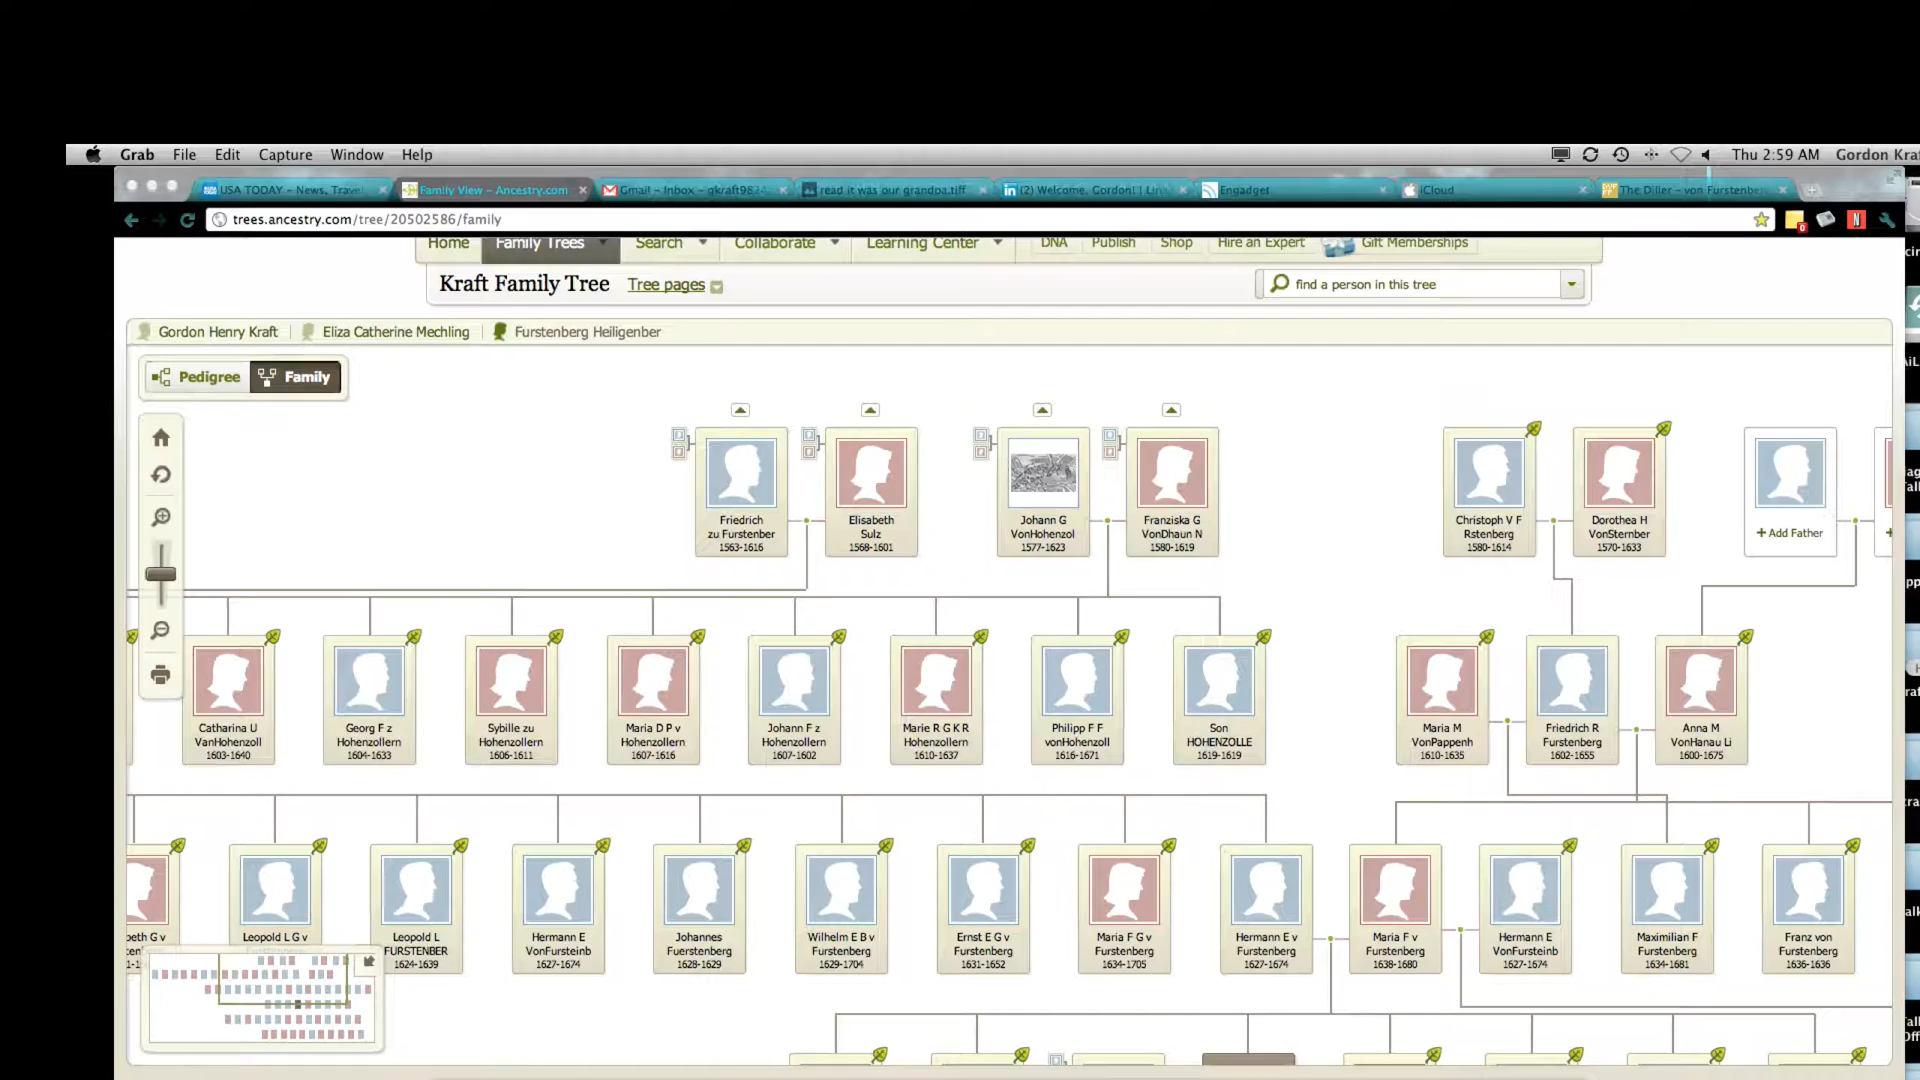 Grab File Edit Capture Window Help Thu 2:59 AM Gordon Kra
USA TODAY – News, Travel Family View – Ancestry.com Gmail – Inbox – gkraft982 read it was our grandpa.tiff (2) Welcome, Gordon! | Lin Engadget iCloud The Diller – von Furstenber
trees.ancestry.com/tree/20502586/family
Home Family Trees Search Collaborate Learning Center DNA Publish Shop Hire an Expert Gift Memberships
Kraft Family Tree Tree pages find a person in this tree
Gordon Henry Kraft Eliza Catherine Mechling Furstenberg Heiligenber
Pedigree Family
Friedrich Elisabeth Johann G Franziska G Christoph V F Dorothea H
zu Furstenber Sulz VonHohenzol VonDhaun N Rstenberg VonSternber + Add Father
1563-1616 1568-1601 1577-1623 1580-1619 1580-1614 1570-1633
Catharina U Georg F z Sybille zu Maria D P v Johann F z Marie R G K R Philipp F F Son Maria M Friedrich R Anna M
VanHohenzoll Hohenzollern Hohenzollern Hohenzollern Hohenzollern Hohenzollern vonHohenzoll HOHENZOLLE VonPappenh Furstenberg VonHanau Li
1603-1640 1604-1633 1606-1611 1607-1616 1607-1602 1610-1637 1616-1671 1619-1619 1610-1635 1602-1655 1600-1675
beth G v Leopold L G v Leopold L Hermann E Johannes Wilhelm E B v Ernst E G v Maria F G v Hermann E v Maria F v Hermann E Maximilian F Franz von
FURSTENBER VonFursteinb Fuerstenberg Furstenberg Furstenberg Furstenberg Furstenberg Furstenberg VonFursteinb Furstenberg Furstenberg
1624-1639 1627-1674 1628-1629 1629-1704 1631-1652 1634-1705 1627-1674 1638-1680 1627-1674 1634-1681 1636-1636